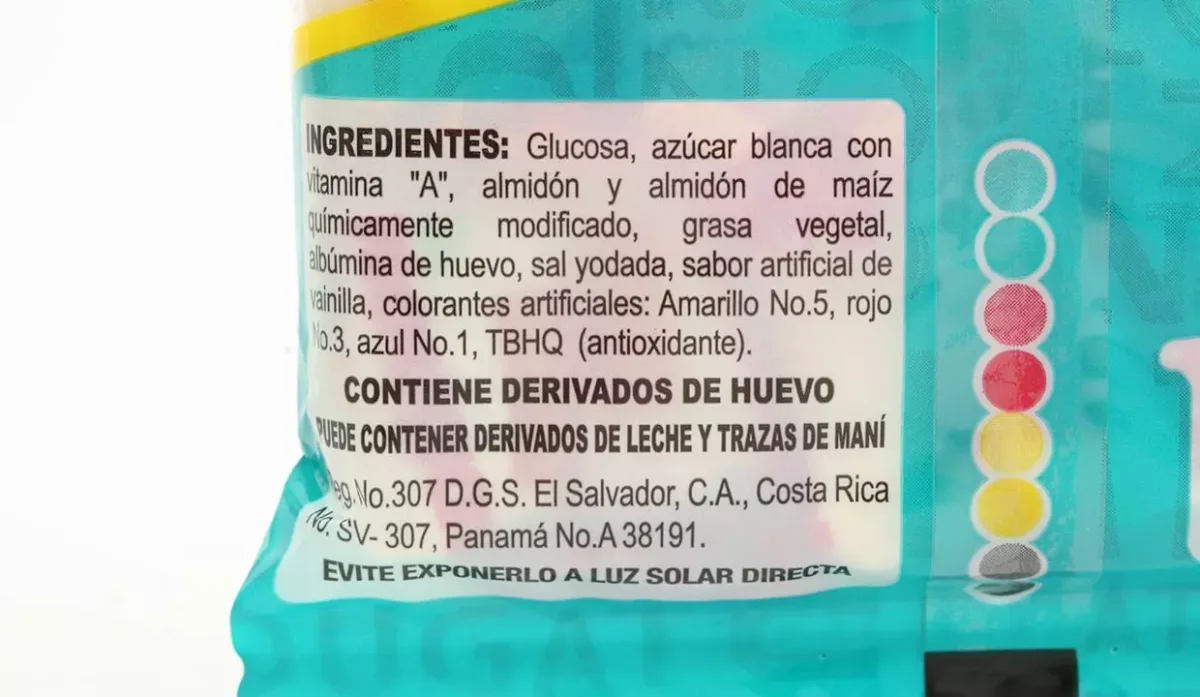 INGREDIENTES: Glucosa, azúcar blanca con
vitamina "A", almidón y almidón de maíz
químicamente modificado, grasa vegetal,
albúmina de huevo, sal yodada, sabor artificial de
vainilla, colorantes artificiales: Amarillo No.5, rojo
No.3, azul No.1, TBHQ (antioxidante).
CONTIENE DERIVADOS DE HUEVO
PUEDE CONTENER DERIVADOS DE LECHE Y TRAZAS DE MANÍ
Reg.No.307 D.G.S. El Salvador, C.A., Costa Rica
No. SV- 307, Panamá No.A 38191.
EVITE EXPONERLO A LUZ SOLAR DIRECTA